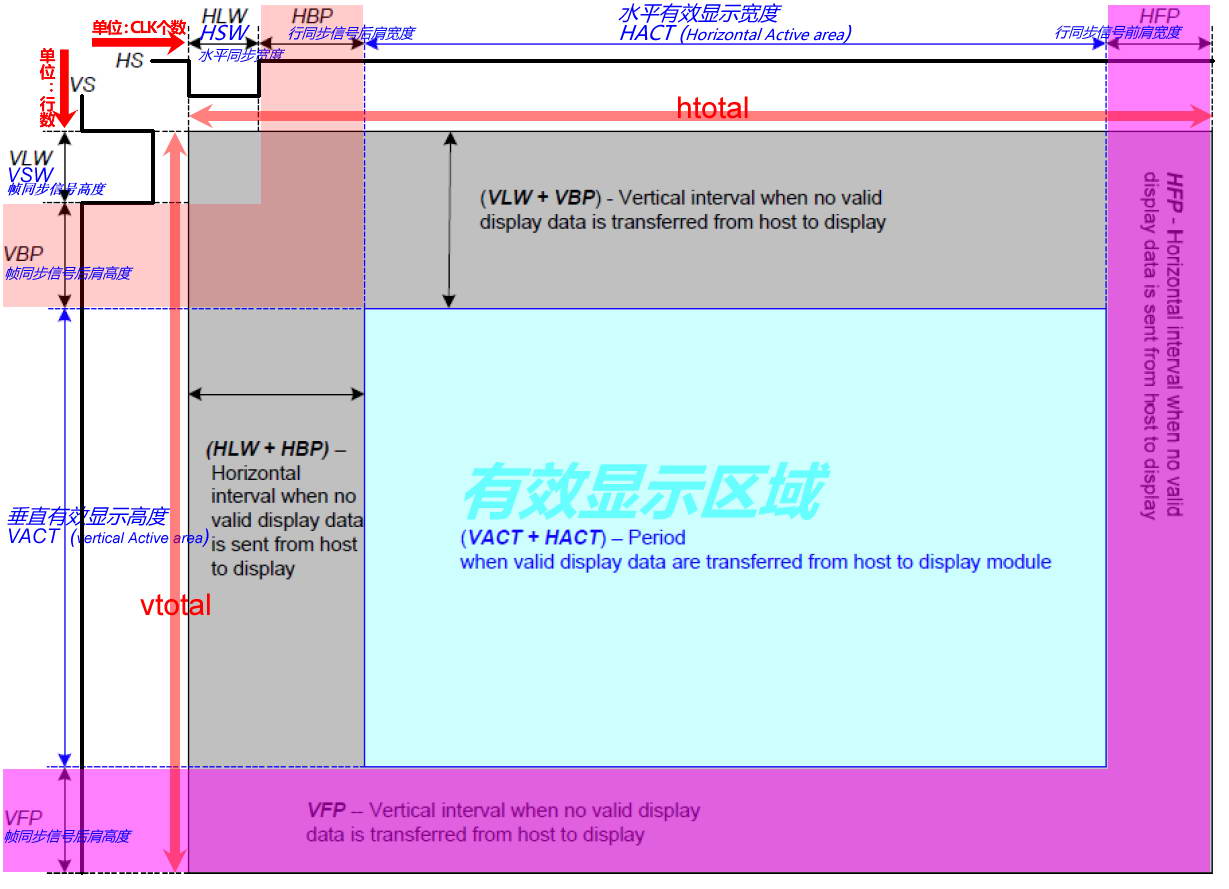 HLW
HSW
水平同步宽度
HBP
行同步信号后肩宽度
水平有效显示宽度
HACT (Horizontal Active area)
HFP
行同步信号前肩宽度
单位:CLK个数
单位：行数
HS
VS
htotal
VLW
VSW
帧同步信号高度
(VLW + VBP) - Vertical interval when no valid
display data is transferred from host to display
VBP
帧同步信号后肩高度
HFP - Horizontal interval when no valid
display data is sent from host to display
(HLW + HBP) –
Horizontal
interval when no
valid display data
is sent from host
to display
有效显示区域
(VACT + HACT) – Period
when valid display data are transferred from host to display module
垂直有效显示高度
VACT (vertical Active area)
vtotal
VFP
帧同步信号后肩高度
VFP – Vertical interval when no valid display
data is transferred from host to display